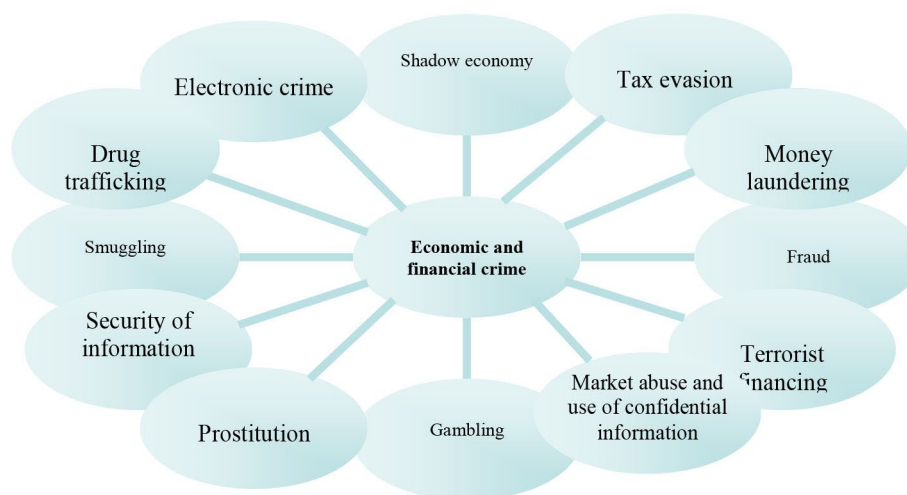 Shadow economy
Tax evasion
Electronic crime
Drug
trafficking
Money
laundering
Smuggling
Economic and
financial crime
Fraud
Security of
information
Terrorist
financing
Market abuse and
use of confidential
information
Prostitution
Gambling